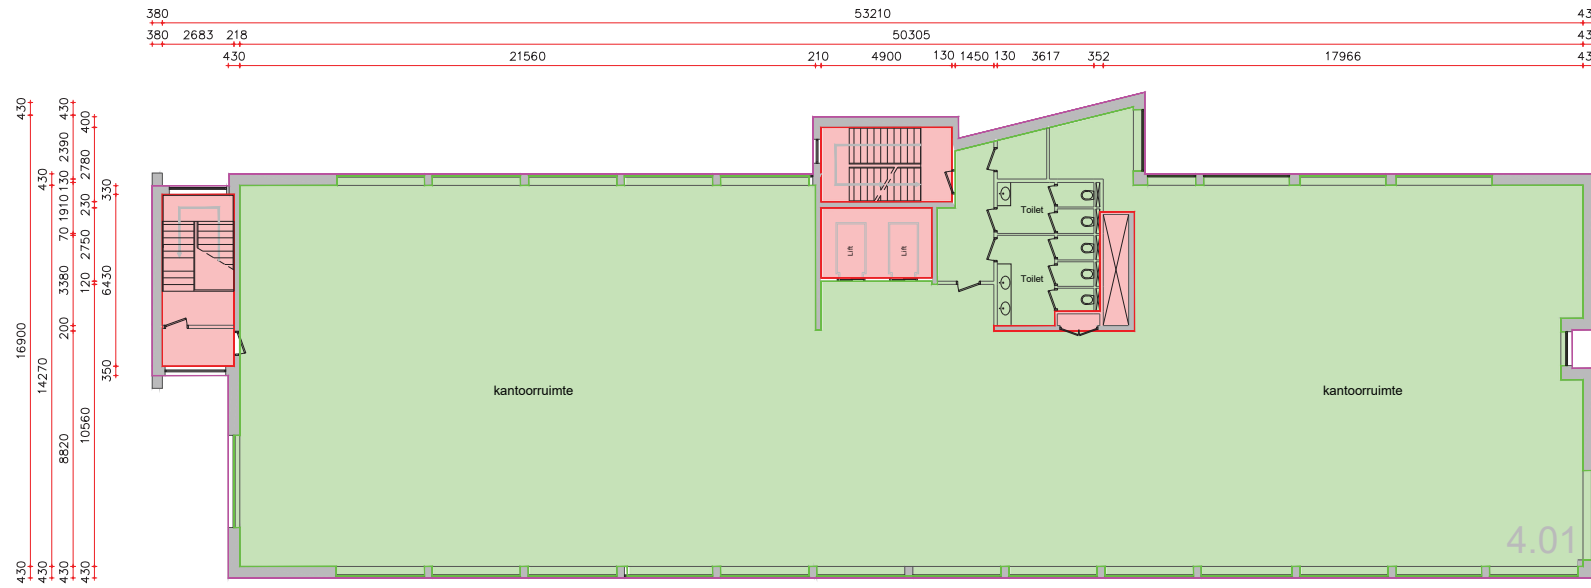 380 53210 43
380 2683 218 50305 43
430 21560 210 4900 130 1450 130 3617 352 17966 43
430 16900 430
430 14270 430
430 2390 130 1910 70 3380 200 8820 430
400 2780 230 2750 120 10560 430
330 6430 350
Toilet
Lift
Lift
Toilet
kantoorruimte
kantoorruimte
4.01